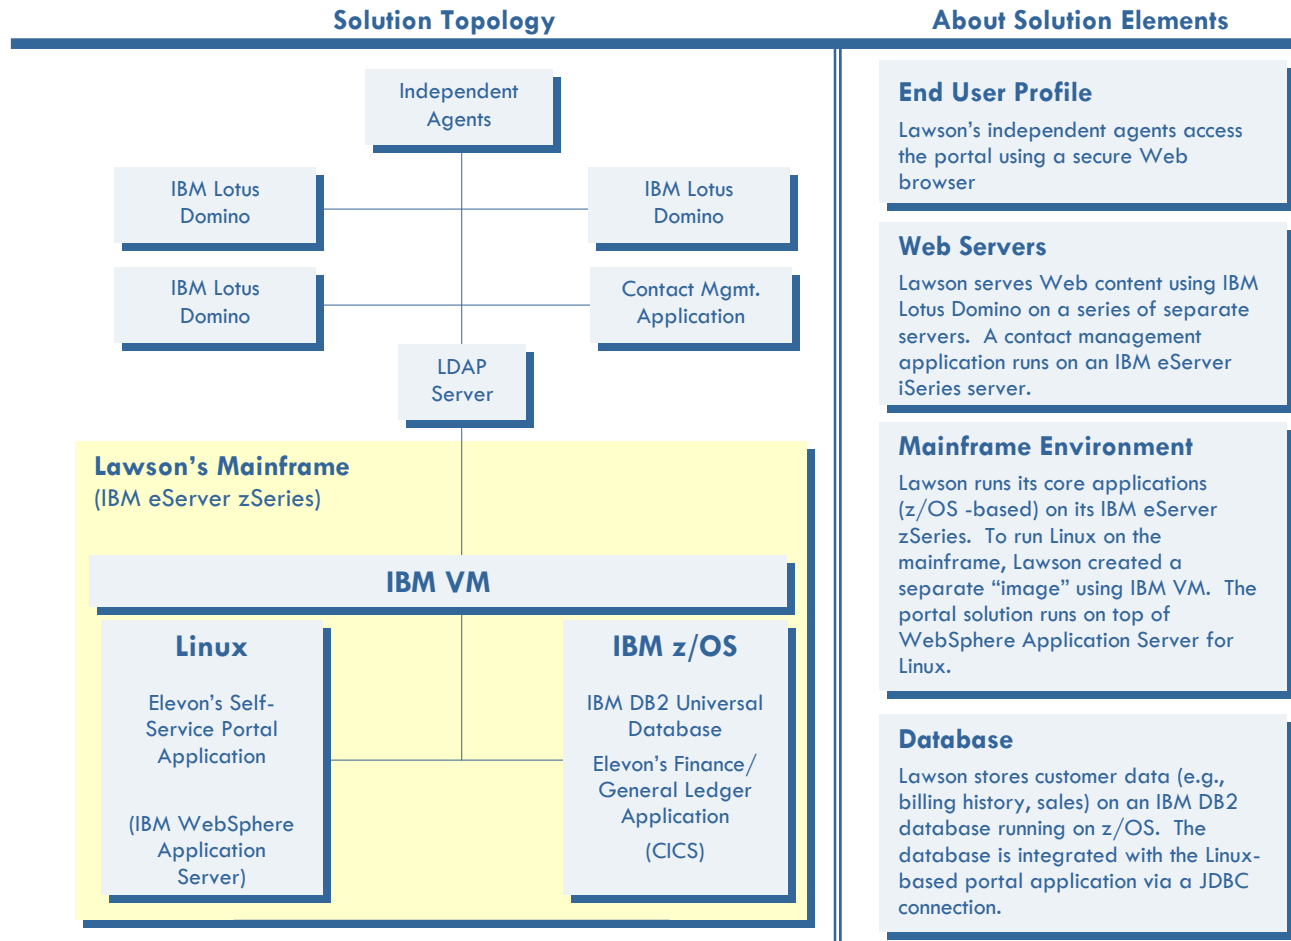 Solution Topology
About Solution Elements
Independent
Agents
IBM Lotus
Domino
IBM Lotus
Domino
IBM Lotus
Domino
Contact Mgmt.
Application
LDAP
Server
Lawson's Mainframe
(IBM eServer zSeries)
IBM VM
Linux
Elevon's Self-
Service Portal
Application
(IBM WebSphere
Application
Server)
IBM z/OS
IBM DB2 Universal
Database
Elevon's Finance/
General Ledger
Application
(CICS)
End User Profile
Lawson's independent agents access
the portal using a secure Web
browser
Web Servers
Lawson serves Web content using IBM
Lotus Domino on a series of separate
servers.  A contact management
application runs on an IBM eServer
iSeries server.
Mainframe Environment
Lawson runs its core applications
(z/OS -based) on its IBM eServer
zSeries.  To run Linux on the
mainframe, Lawson created a
separate “image” using IBM VM.  The
portal solution runs on top of
WebSphere Application Server for
Linux.
Database
Lawson stores customer data (e.g.,
billing history, sales) on an IBM DB2
database running on z/OS.  The
database is integrated with the Linux-
based portal application via a JDBC
connection.